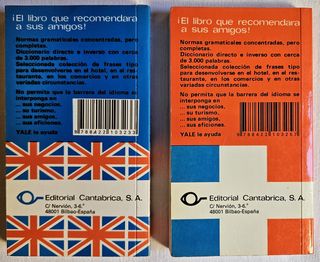 ¡El libro que recomendara
a sus amigos!
Normas gramaticales concentradas, pero
completas.
Diccionario directo e inverso con cerca
de 3.000 palabras.
Seleccionada colección de frases tipo
para desenvolverse en el hotel, en el res-
taurante, en los comercios y en otras
variadas circunstancias.
No permita que la barrera del idioma se
interponga en
... sus negocios,
... su turismo,
... sus amigos,
... sus aficiones.
YALE le ayuda
9788422103233
Editorial Cantabrica, S. A.
C/ Nervión, 3-6.°
48001 Bilbao-España
¡El libro que recomendara
a sus amigos!
Normas gramaticales concentradas, pero
completas.
Diccionario directo e inverso con cerca
de 3.000 palabras.
Seleccionada colección de frases tipo
para desenvolverse en el hotel, en el res-
taurante, en los comercios y en otras
variadas circunstancias.
No permita que la barrera del idioma se
interponga en
... sus negocios,
... su turismo,
... sus amigos,
... sus aficiones.
YALE le ayuda
Editorial Cantabrica, S. A.
C/ Nervión, 3-6.°
48001 Bilbao-España